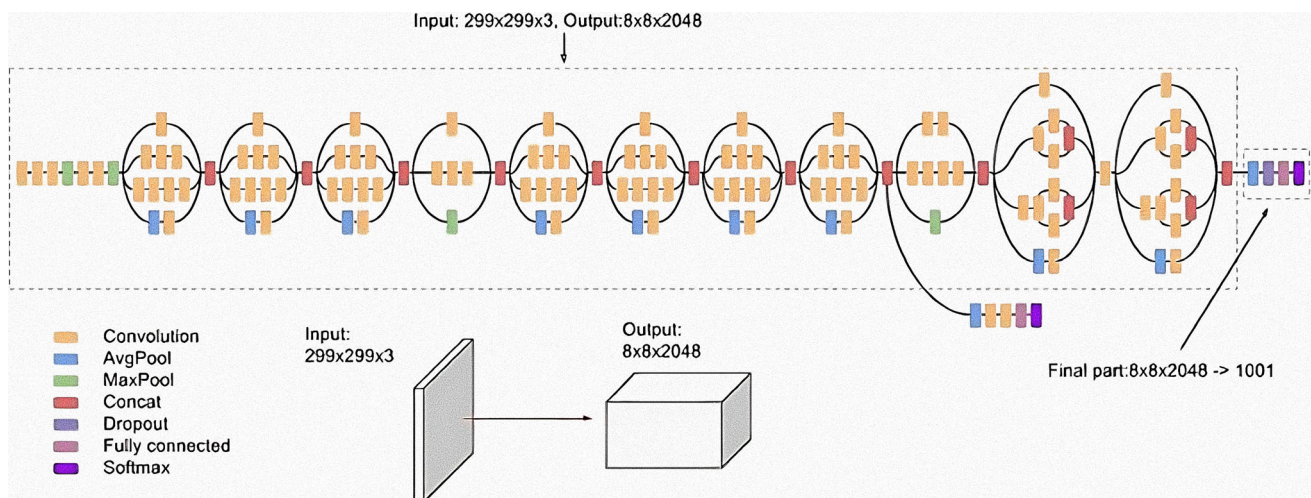 Input: 299x299x3, Output:8x8x2048
Convolution
AvgPool
MaxPool
Concat
Dropout
Fully connected
Softmax
Input:
299x299x3
Output:
8x8x2048
Final part:8x8x2048 -> 1001